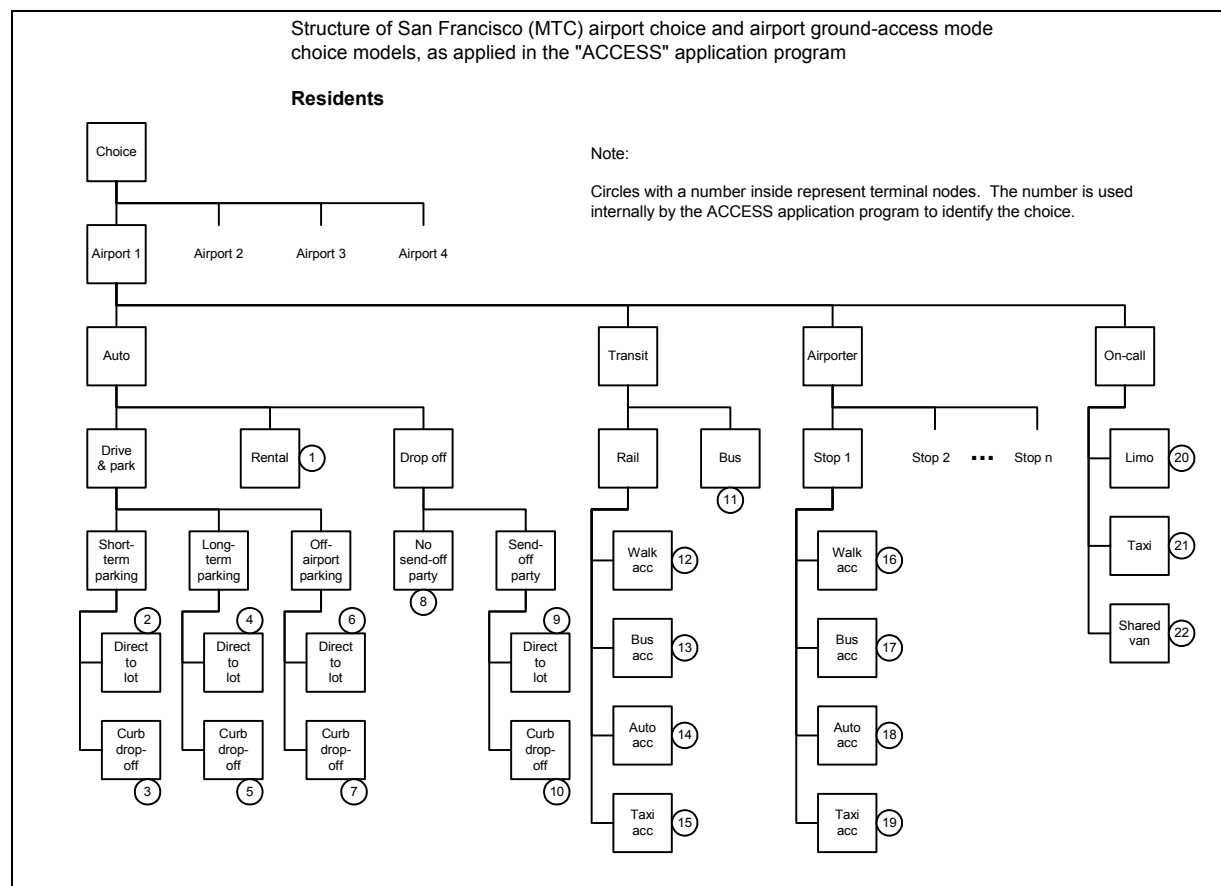 Structure of San Francisco (MTC) airport choice and airport ground-access mode
choice models, as applied in the "ACCESS" application program
Residents
Choice
Note:
Circles with a number inside represent terminal nodes. The number is used
internally by the ACCESS application program to identify the choice.
Airport 1
Airport 2
Airport 3
Airport 4
Auto
Transit
Airporter
On-call
Drive
& park
Rental
1
Drop off
Rail
Bus
11
Stop 1
Stop 2
...
Stop n
Limo
20
Short-
term
parking
Long-
term
parking
Off-
airport
parking
No
send-off
party
8
Send-
off
party
Walk
acc
12
Walk
acc
16
Taxi
21
2
Direct
to
lot
4
Direct
to
lot
6
Direct
to
lot
9
Direct
to
lot
Bus
acc
13
Bus
acc
17
Shared
van
22
Curb
drop-
off
3
Curb
drop-
off
5
Curb
drop-
off
7
Curb
drop-
off
10
Auto
acc
14
Auto
acc
18
Taxi
acc
15
Taxi
acc
19